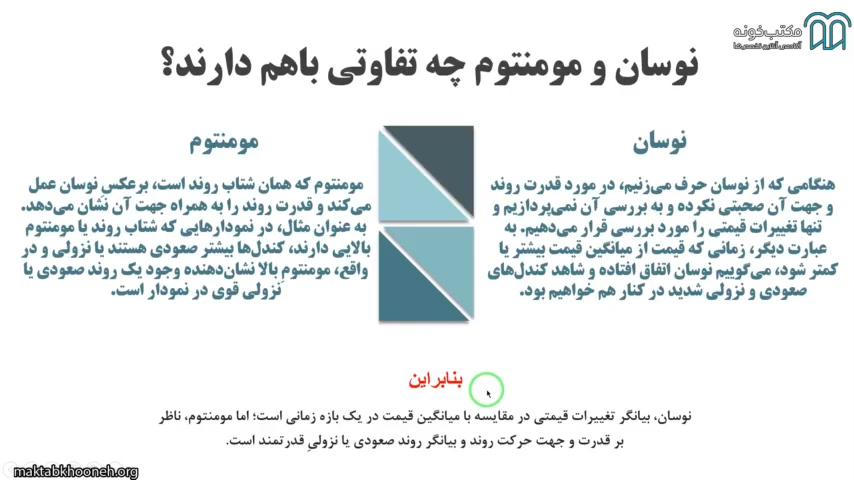 مکتب‌خونه
آکادمی آنلاین تخصص‌ها
نوسان و مومنتوم چه تفاوتی باهم دارند؟
نوسان
هنگامی که از نوسان حرف می‌زنیم، در مورد قدرت روند
و جهت آن صحبتی نکرده و به بررسی آن نمی‌پردازیم و
تنها تغییرات قیمتی را مورد بررسی قرار می‌دهیم. به
عبارت دیگر، زمانی که قیمت از میانگین قیمت بیشتر یا
کمتر شود، می‌گوییم نوسان اتفاق افتاده و شاهد کندل‌های
صعودی و نزولی شدید در کنار هم خواهیم بود.
مومنتوم
مومنتوم که همان شتاب روند است، برعکسِ نوسان عمل
می‌کند و قدرت روند را به همراه جهت آن نشان می‌دهد.
به عنوان مثال، در نمودارهایی که شتاب روند یا مومنتوم
بالایی دارند، کندل‌ها بیشتر صعودی هستند یا نزولی و در
واقع، مومنتومِ بالا نشان‌دهنده وجود یک روند صعودی یا
نزولی قوی در نمودار است.
بنابراین
نوسان، بیانگر تغییرات قیمتی در مقایسه با میانگین قیمت در یک بازه زمانی است؛ اما مومنتوم، ناظر
بر قدرت و جهت حرکت روند و بیانگر روند صعودی یا نزولیِ قدرتمند است.
maktabkhooneh.org